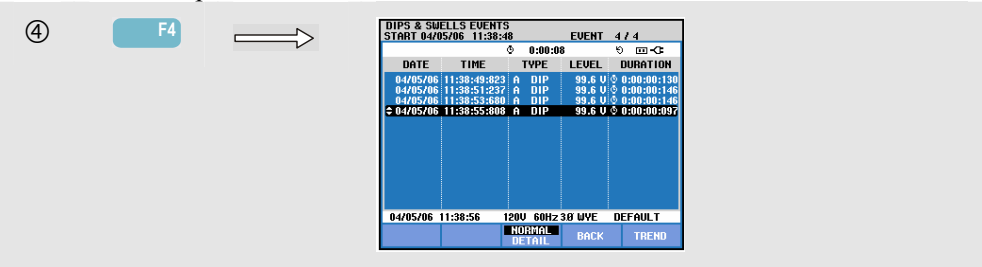 ④ F4
DIPS & SWELLS EVENTS
START 04/05/06 11:38:48 EVENT 4 / 4
0:00:08
DATE TIME TYPE LEVEL DURATION
04/05/06 11:38:49:823 A DIP 99.6 V 0:00:00:130
04/05/06 11:38:51:237 A DIP 99.6 V 0:00:00:146
04/05/06 11:38:53:680 A DIP 99.6 V 0:00:00:146
04/05/06 11:38:55:808 A DIP 99.6 V 0:00:00:097
04/05/06 11:38:56 120V 60Hz 3Ø WYE DEFAULT
NORMAL
DETAIL BACK TREND